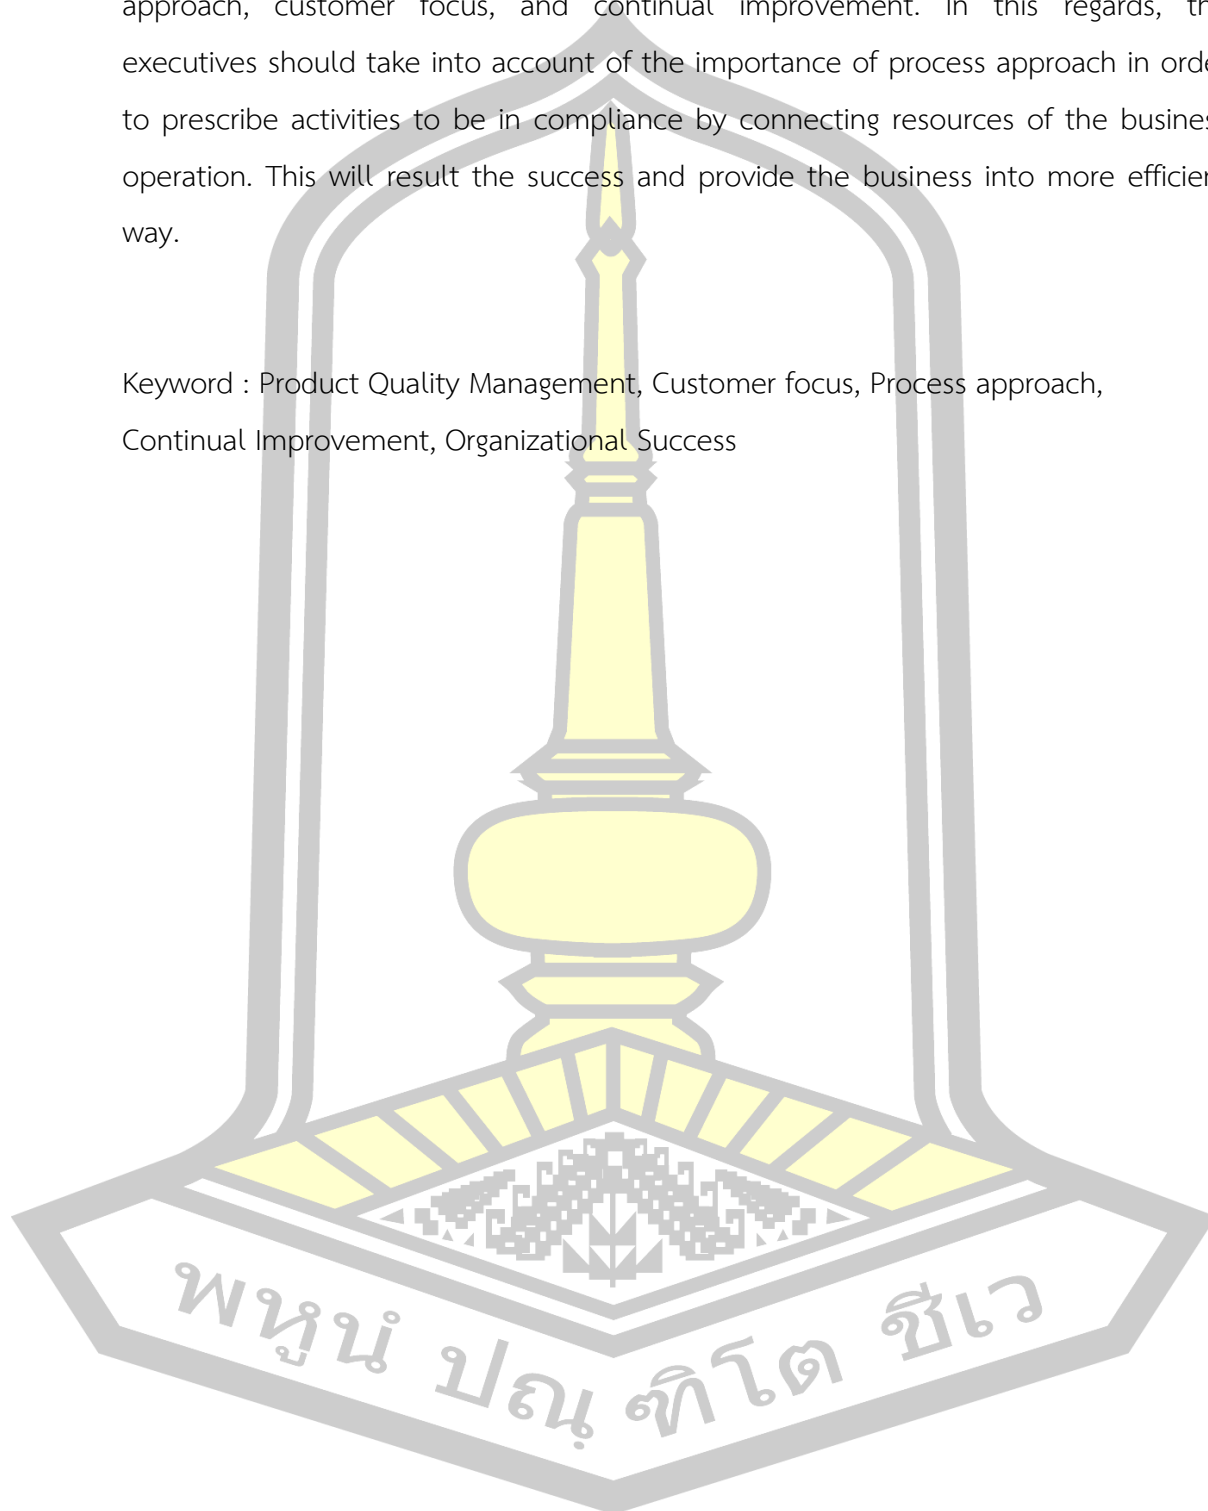 approach, customer focus, and continual improvement. In this regards, th
executives should take into account of the importance of process approach in orde
to prescribe activities to be in compliance by connecting resources of the busines
operation. This will result the success and provide the business into more efficien
way.
Keyword : Product Quality Management, Customer focus, Process approach,
Continual Improvement, Organizational Success
พหูนํ ปณฺ ฑิโต ชีเว